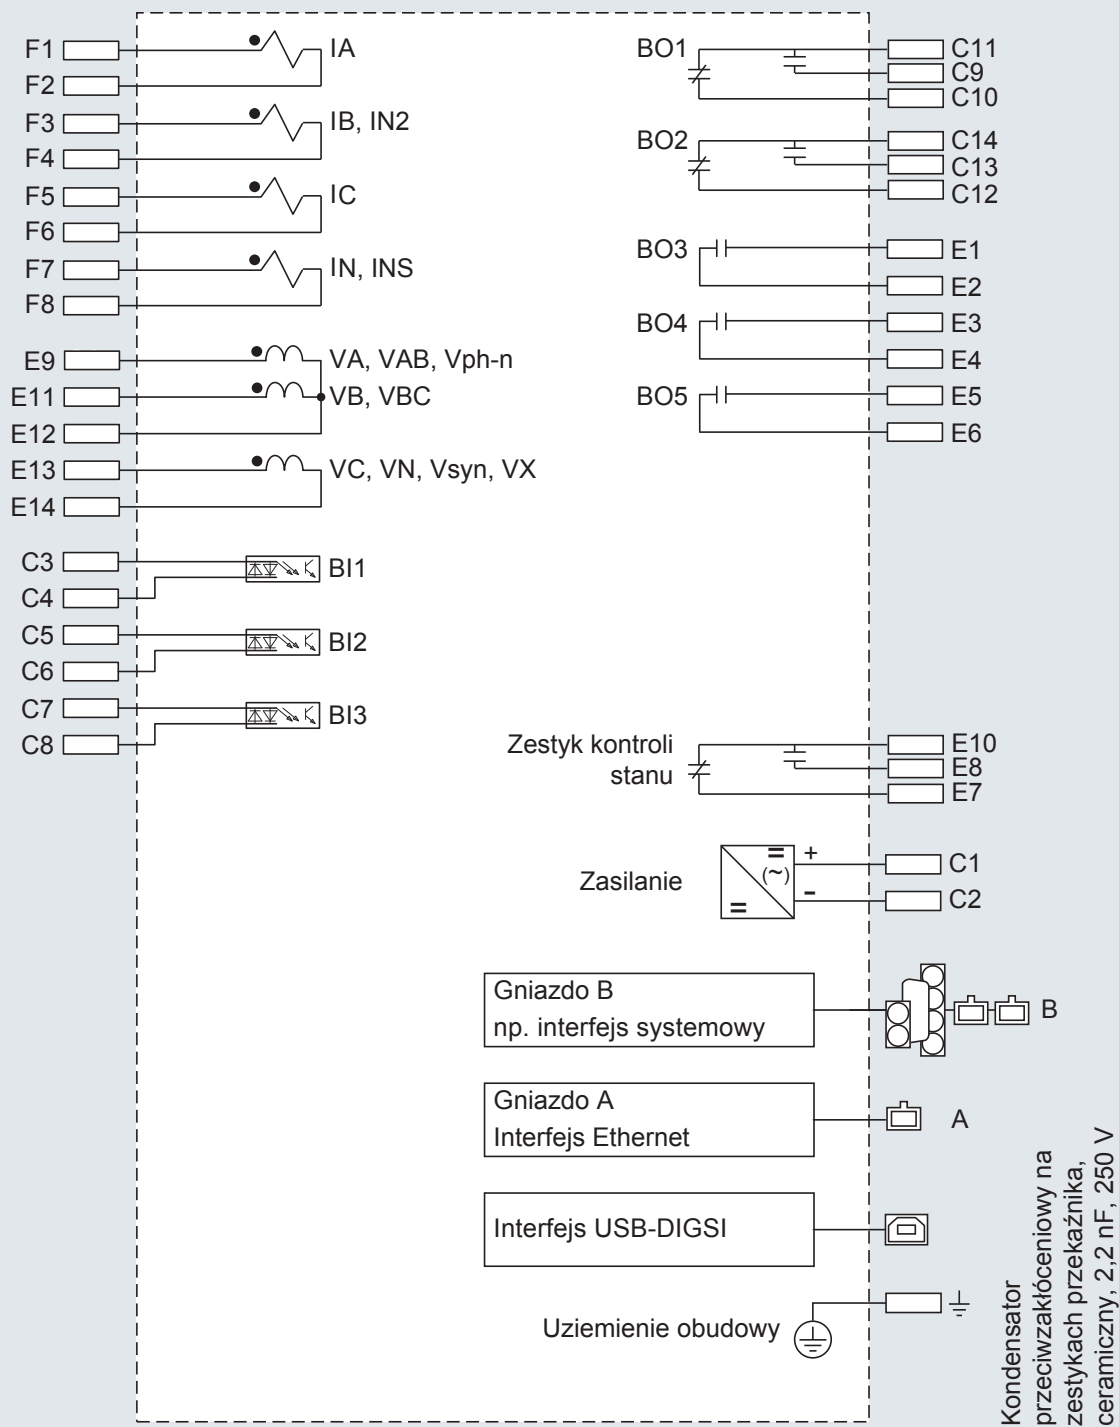 F1
IA
F2
F3
IB, IN2
F4
F5
IC
F6
F7
IN, INS
F8
E9
VA, VAB, Vph-n
E11
VB, VBC
E12
E13
VC, VN, Vsyn, VX
E14
C3
BI1
C4
C5
BI2
C6
C7
BI3
C8
BO1
C11
C9
C10
BO2
C14
C13
C12
BO3
E1
E2
BO4
E3
E4
BO5
E5
E6
Zestyk kontroli
stanu
E10
E8
E7
Zasilanie
=
(~)
=
+
-
C1
C2
Gniazdo B
np. interfejs systemowy
B
Gniazdo A
Interfejs Ethernet
A
Interfejs USB-DIGSI
Uziemienie obudowy
Kondensator
przeciwzakłóceniowy na
zestykach przekaźnika,
ceramiczny, 2,2 nF, 250 V